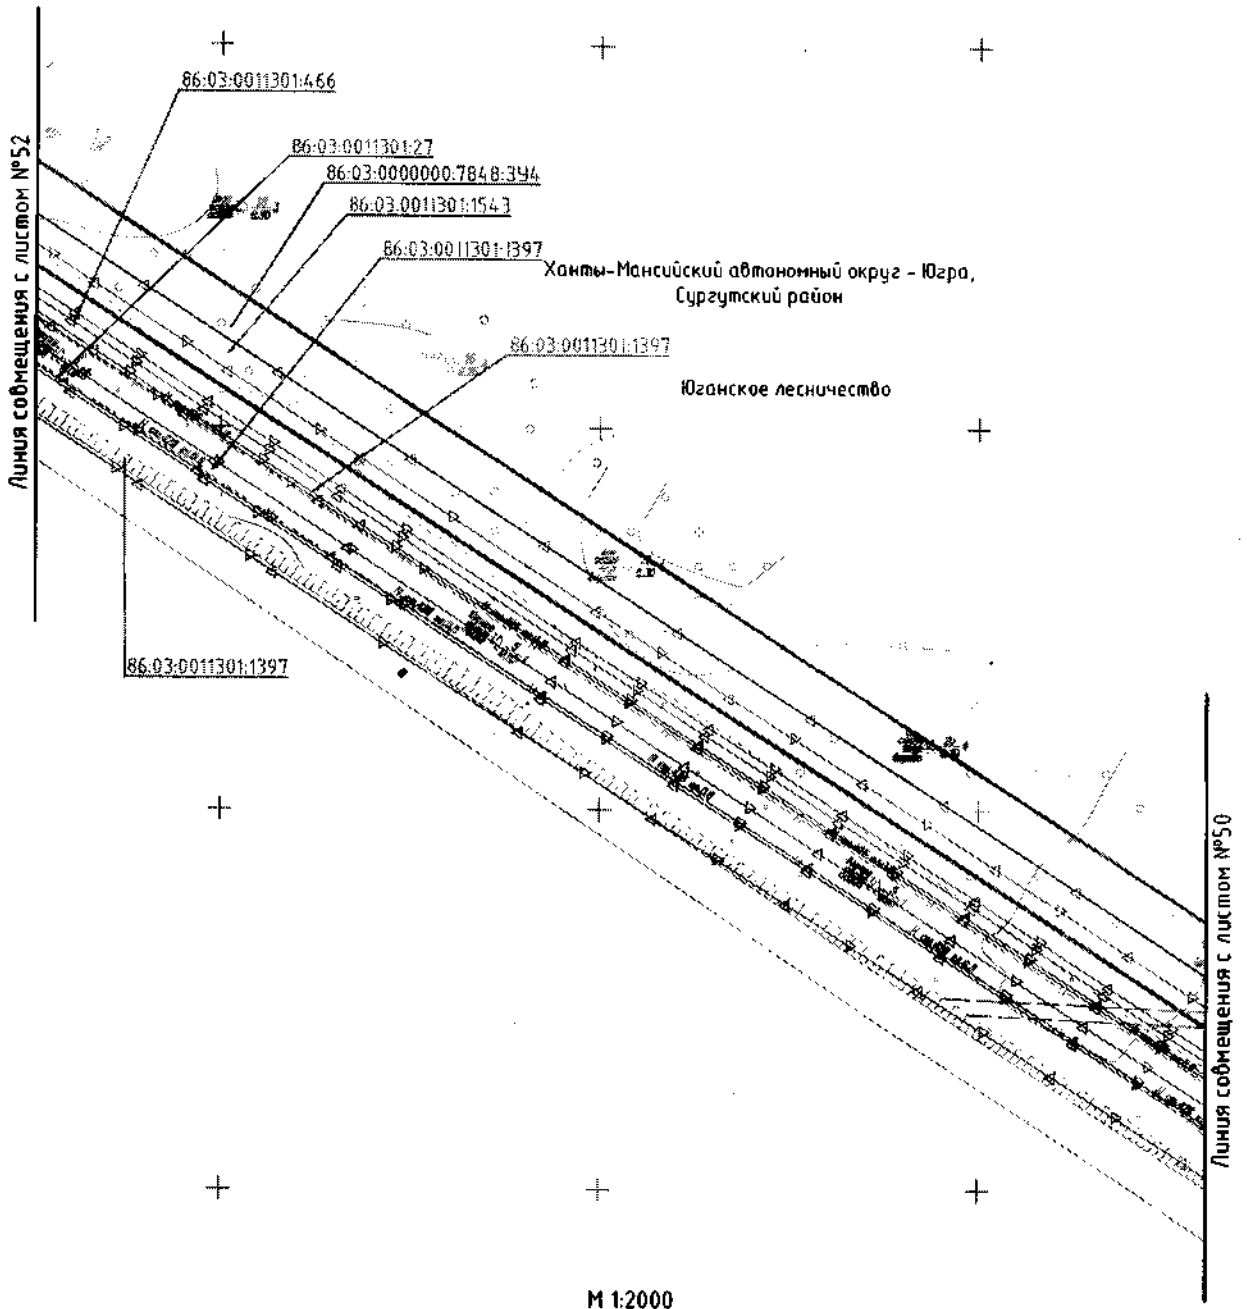 86:03:0011301:466
86:03:0011301:27
86:03:0000000:7848:ЗУ4
86:03:0011301:1543
86:03:0011301:1397
Ханты-Мансийский автономный округ - Югра,
Сургутский район
86:03:0011301:1397
Юганское лесничество
Линия совмещения с листом №52
86:03:0011301:1397
Линия совмещения с листом №50
М 1:2000